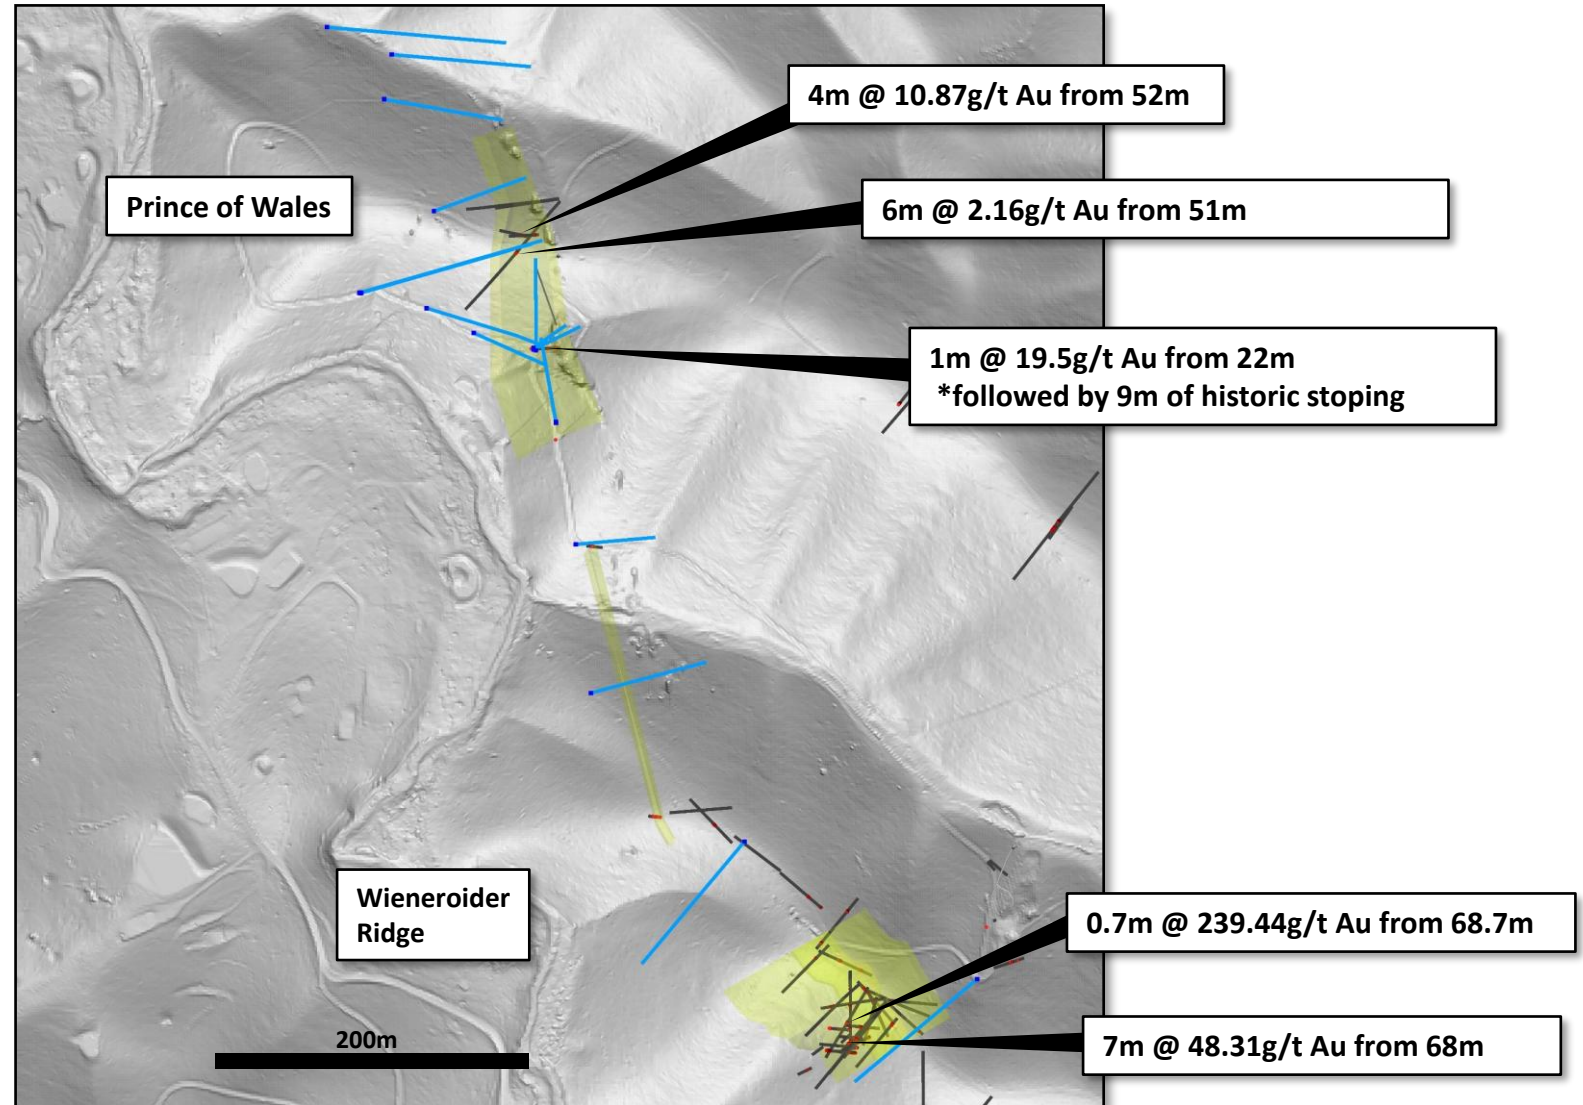 4m @ 10.87g/t Au from 52m
Prince of Wales
6m @ 2.16g/t Au from 51m
1m @ 19.5g/t Au from 22m
*followed by 9m of historic stoping
Wieneroider
Ridge
0.7m @ 239.44g/t Au from 68.7m
200m
7m @ 48.31g/t Au from 68m